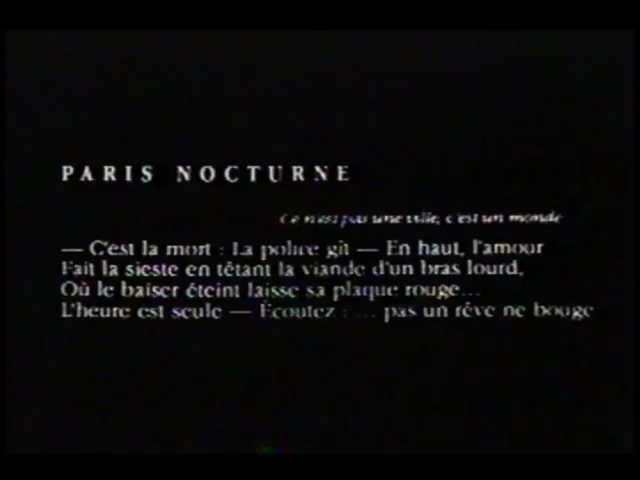 PARIS NOCTURNE
Ce n'est pas une ville, c'est un monde
— C'est la mort : La police gît — En haut, l'amour
Fait la sieste en têtant la viande d'un bras lourd,
Où le baiser éteint laisse sa plaque rouge...
L'heure est seule — Écoutez : ... pas un rêve ne bouge